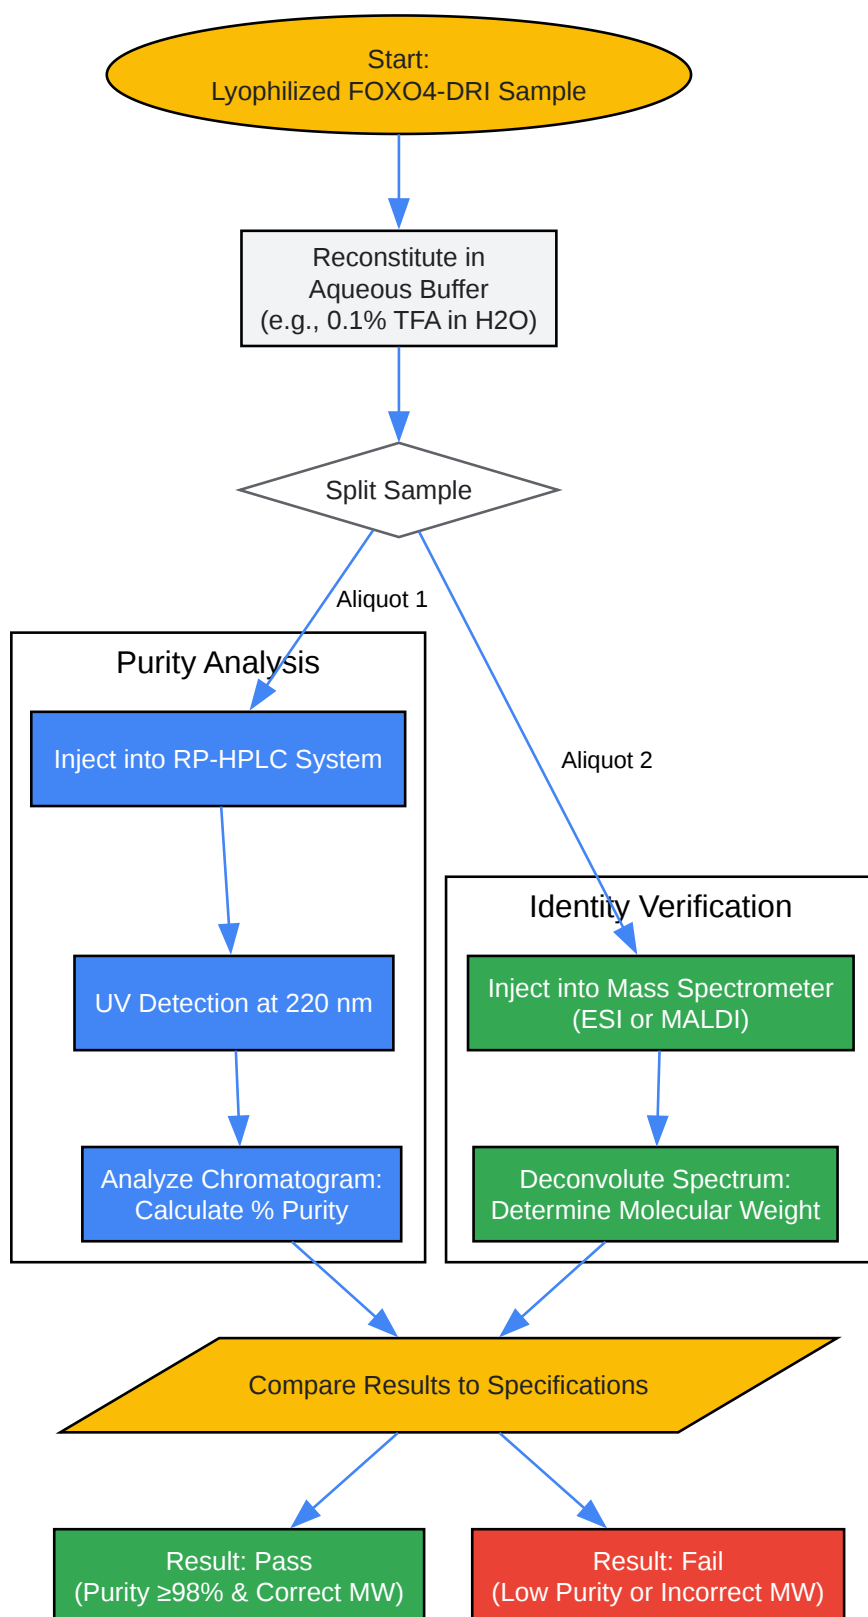 Start:
Lyophilized FOXO4-DRI Sample
Reconstitute in
Aqueous Buffer
(e.g., 0.1% TFA in H2O)
Split Sample
Aliquot 1
Purity Analysis
Inject into RP-HPLC System
Aliquot 2
UV Detection at 220 nm
Analyze Chromatogram:
Calculate % Purity
Identity Verification
Inject into Mass Spectrometer
(ESI or MALDI)
Deconvolute Spectrum:
Determine Molecular Weight
Compare Results to Specifications
Result: Pass
(Purity ≥98% & Correct MW)
Result: Fail
(Low Purity or Incorrect MW)